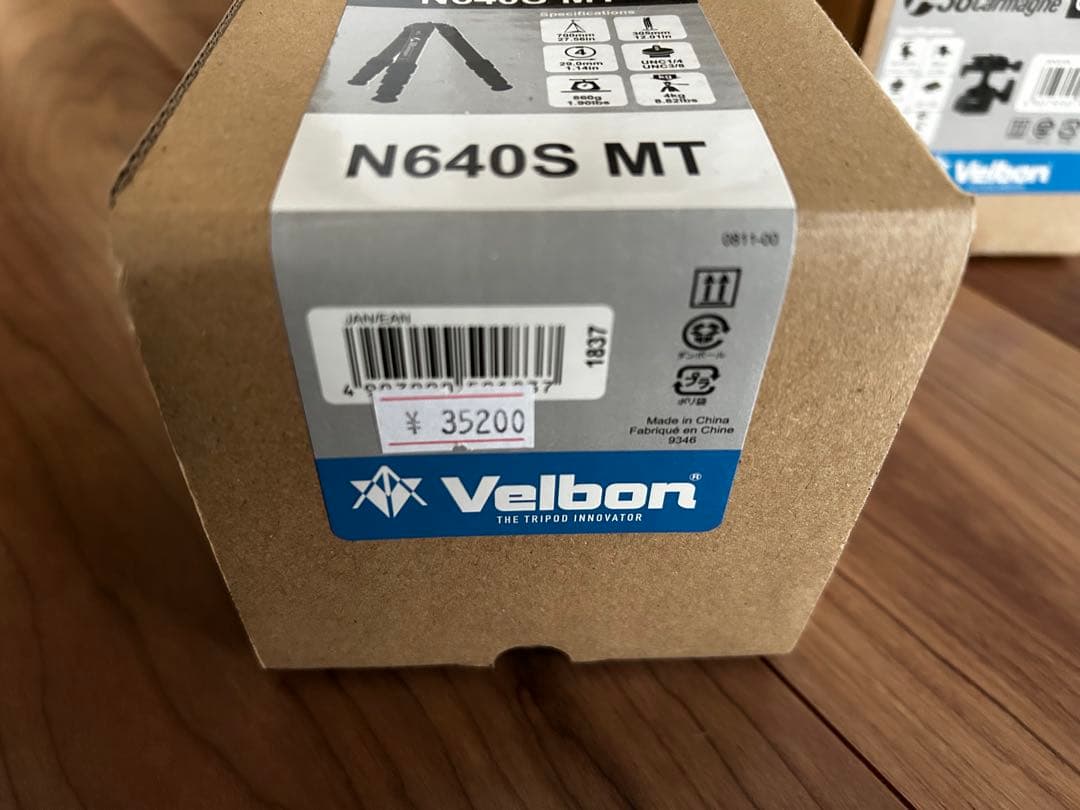 N640S MT
Specifications
700mm
27.56in
305mm
12.01in
4
29.0mm
1.14in
UNC1/4
UNC3/8
860g
1.90lbs
kg
4kg
8.82lbs
N640S MT
0811-00
JAN/EAN
1837
¥ 35200
ダンボール
プラ
ポリ袋
Made in China
Fabriqué en Chine
9346
Velbon®
THE TRIPOD INNOVATOR
carmagne
Velbon